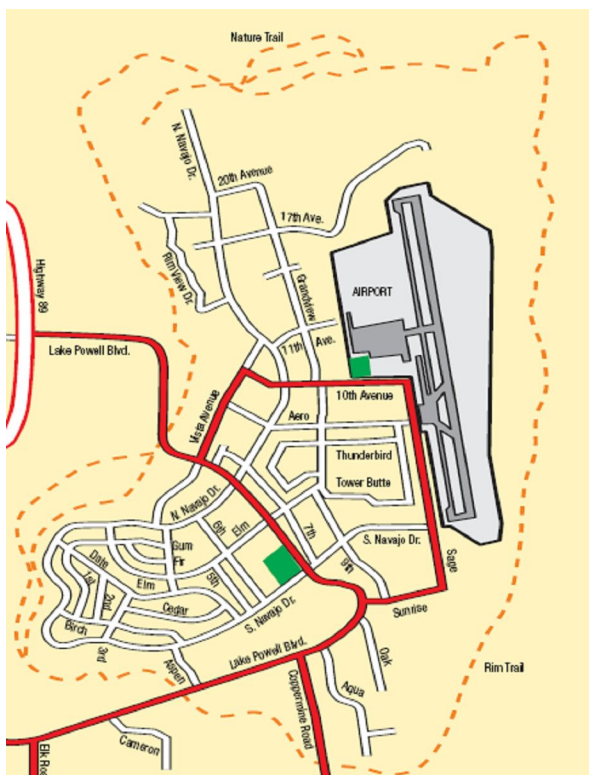 Nature Trail
N. Navajo Dr.
20th Avenue
17th Ave.
Rim View Dr.
Highway 89
Grandview
AIRPORT
Lake Powell Blvd.
11th Ave.
Vista Avenue
10th Avenue
Aero
Thunderbird
Tower Butte
N. Navajo Dr.
6th
Elm
7th
S. Navajo Dr.
Gum
Fir
9th
Sage
Date
5th
1st
Elm
2nd
Cedar
Sunrise
Birch
S. Navajo Dr.
3rd
Lake Powell Blvd.
Oak
Aspen
Rim Trail
Coppermine Road
Aqua
Cameron